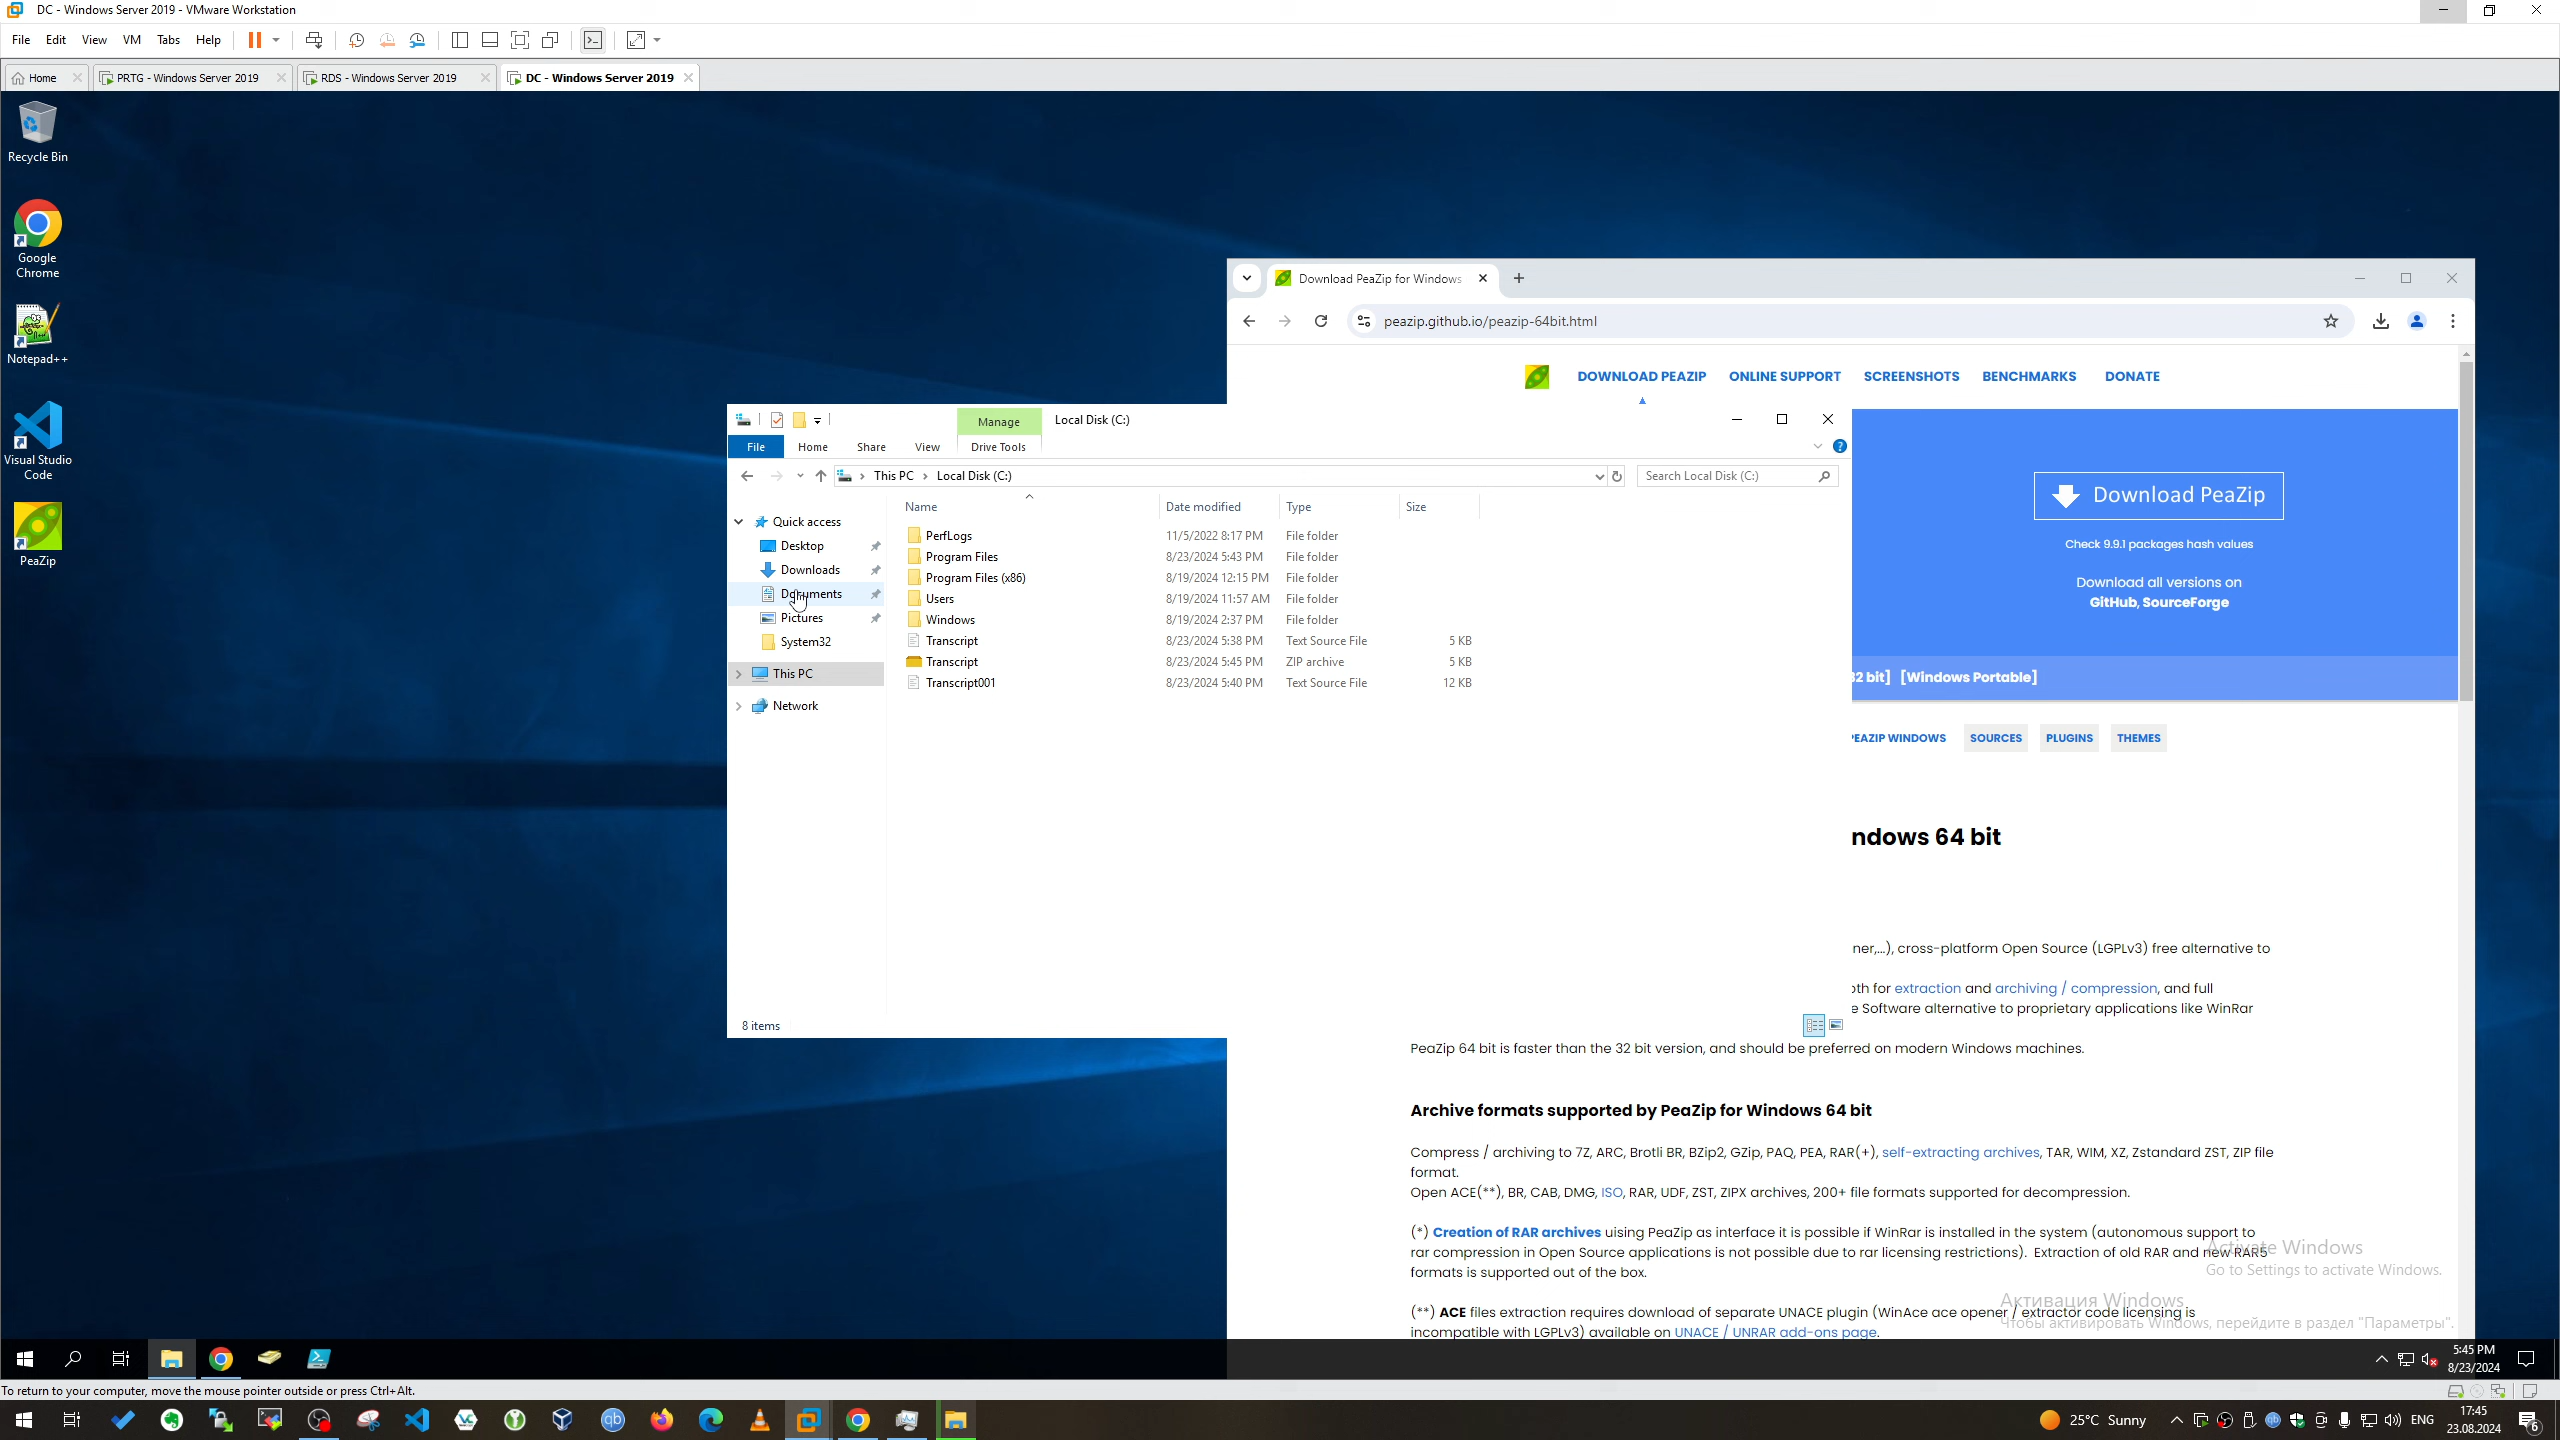 DC - Windows Server 2019 - VMware Workstation
File Edit View VM Tabs Help
Home PRTG - Windows Server 2019 RDS - Windows Server 2019 DC - Windows Server 2019
Recycle Bin
Google
Chrome
Notepad++
Visual Studio
Code
PeaZip
Download PeaZip for Windows
peazip.github.io/peazip-64bit.html
DOWNLOAD PEAZIP ONLINE SUPPORT SCREENSHOTS BENCHMARKS DONATE
Manage Local Disk (C:)
File Home Share View Drive Tools
This PC Local Disk (C:) Search Local Disk (C:)
Name Date modified Type Size
Quick access
Desktop
Downloads
Documents
Pictures
System32
This PC
Network
PerfLogs 11/5/2022 8:17 PM File folder
Program Files 8/23/2024 5:43 PM File folder
Program Files (x86) 8/19/2024 12:15 PM File folder
Users 8/19/2024 11:57 AM File folder
Windows 8/19/2024 2:37 PM File folder
Transcript 8/23/2024 5:38 PM Text Source File 5 KB
Transcript 8/23/2024 5:45 PM ZIP archive 5 KB
Transcript001 8/23/2024 5:40 PM Text Source File 12 KB
8 items
Download PeaZip
Check 9.9.1 packages hash values
Download all versions on
GitHub, SourceForge
32 bit] [Windows Portable]
PEAZIP WINDOWS SOURCES PLUGINS THEMES
ndows 64 bit
ner,...), cross-platform Open Source (LGPLv3) free alternative to
oth for extraction and archiving / compression, and full
e Software alternative to proprietary applications like WinRar
PeaZip 64 bit is faster than the 32 bit version, and should be preferred on modern Windows machines.
Archive formats supported by PeaZip for Windows 64 bit
Compress / archiving to 7Z, ARC, Brotli BR, BZip2, GZip, PAQ, PEA, RAR(+), self-extracting archives, TAR, WIM, XZ, Zstandard ZST, ZIP file
format.
Open ACE(**), BR, CAB, DMG, ISO, RAR, UDF, ZST, ZIPX archives, 200+ file formats supported for decompression.
(*) Creation of RAR archives uising PeaZip as interface it is possible if WinRar is installed in the system (autonomous support to
rar compression in Open Source applications is not possible due to rar licensing restrictions). Extraction of old RAR and new RAR5
formats is supported out of the box.
(**) ACE files extraction requires download of separate UNACE plugin (WinAce ace opener / extractor code licensing is
incompatible with LGPLv3) available on UNACE / UNRAR add-ons page.
Activate Windows
Go to Settings to activate Windows.
Активация Windows
Чтобы активировать Windows, перейдите в раздел "Параметры".
5:45 PM
8/23/2024
To return to your computer, move the mouse pointer outside or press Ctrl+Alt.
25°C Sunny ENG
17:45
23.08.2024
6